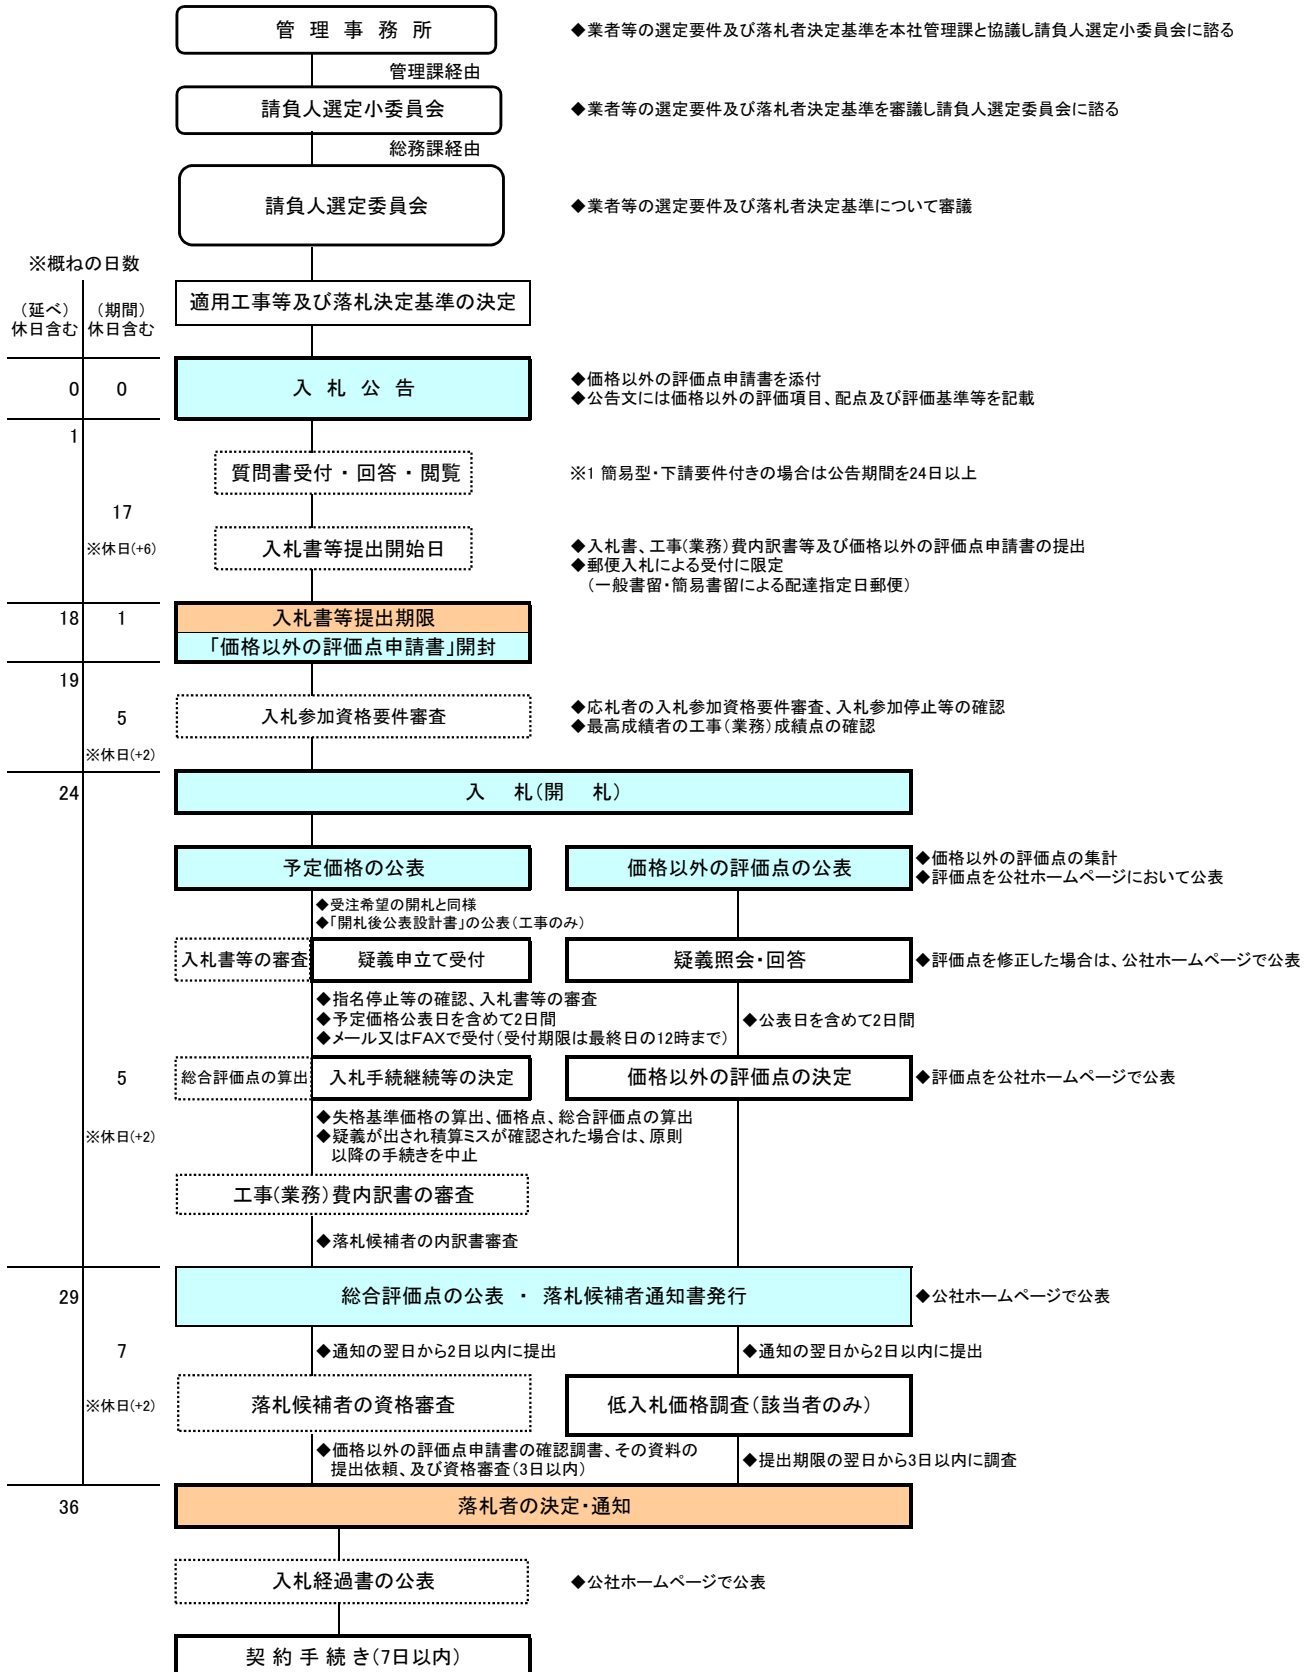 管 理 事 務 所
◆業者等の選定要件及び落札者決定基準を本社管理課と協議し請負人選定小委員会に諮る
管理課経由
請負人選定小委員会
◆業者等の選定要件及び落札者決定基準を審議し請負人選定委員会に諮る
総務課経由
請負人選定委員会
◆業者等の選定要件及び落札者決定基準について審議
※概ねの日数
（延べ）
休日含む
（期間）
休日含む
適用工事等及び落札決定基準の決定
0
0
入 札 公 告
◆価格以外の評価点申請書を添付
◆公告文には価格以外の評価項目、配点及び評価基準等を記載
1
質問書受付・回答・閲覧
※1 簡易型・下請要件付きの場合は公告期間を24日以上
17
※休日(+6)
入札書等提出開始日
◆入札書、工事(業務)費内訳書等及び価格以外の評価点申請書の提出
◆郵便入札による受付に限定
（一般書留・簡易書留による配達指定日郵便）
18
1
入札書等提出期限
「価格以外の評価点申請書」開封
19
5
※休日(+2)
入札参加資格要件審査
◆応札者の入札参加資格要件審査、入札参加停止等の確認
◆最高成績者の工事(業務)成績点の確認
24
入 札(開 札)
予定価格の公表
価格以外の評価点の公表
◆価格以外の評価点の集計
◆評価点を公社ホームページにおいて公表
◆受注希望の開札と同様
◆「開札後公表設計書」の公表(工事のみ)
入札書等の審査
疑義申立て受付
疑義照会・回答
◆評価点を修正した場合は、公社ホームページで公表
◆指名停止等の確認、入札書等の審査
◆予定価格公表日を含めて2日間
◆メール又はFAXで受付(受付期限は最終日の12時まで)
◆公表日を含めて2日間
5
※休日(+2)
総合評価点の算出
入札手続継続等の決定
価格以外の評価点の決定
◆評価点を公社ホームページで公表
◆失格基準価格の算出、価格点、総合評価点の算出
◆疑義が出され積算ミスが確認された場合は、原則
以降の手続きを中止
工事(業務)費内訳書の審査
◆落札候補者の内訳書審査
29
総合評価点の公表 ・ 落札候補者通知書発行
◆公社ホームページで公表
7
※休日(+2)
◆通知の翌日から2日以内に提出
◆通知の翌日から2日以内に提出
落札候補者の資格審査
低入札価格調査(該当者のみ)
◆価格以外の評価点申請書の確認調書、その資料の
提出依頼、及び資格審査(3日以内)
◆提出期限の翌日から3日以内に調査
36
落札者の決定・通知
入札経過書の公表
◆公社ホームページで公表
契 約 手 続 き(7日以内)